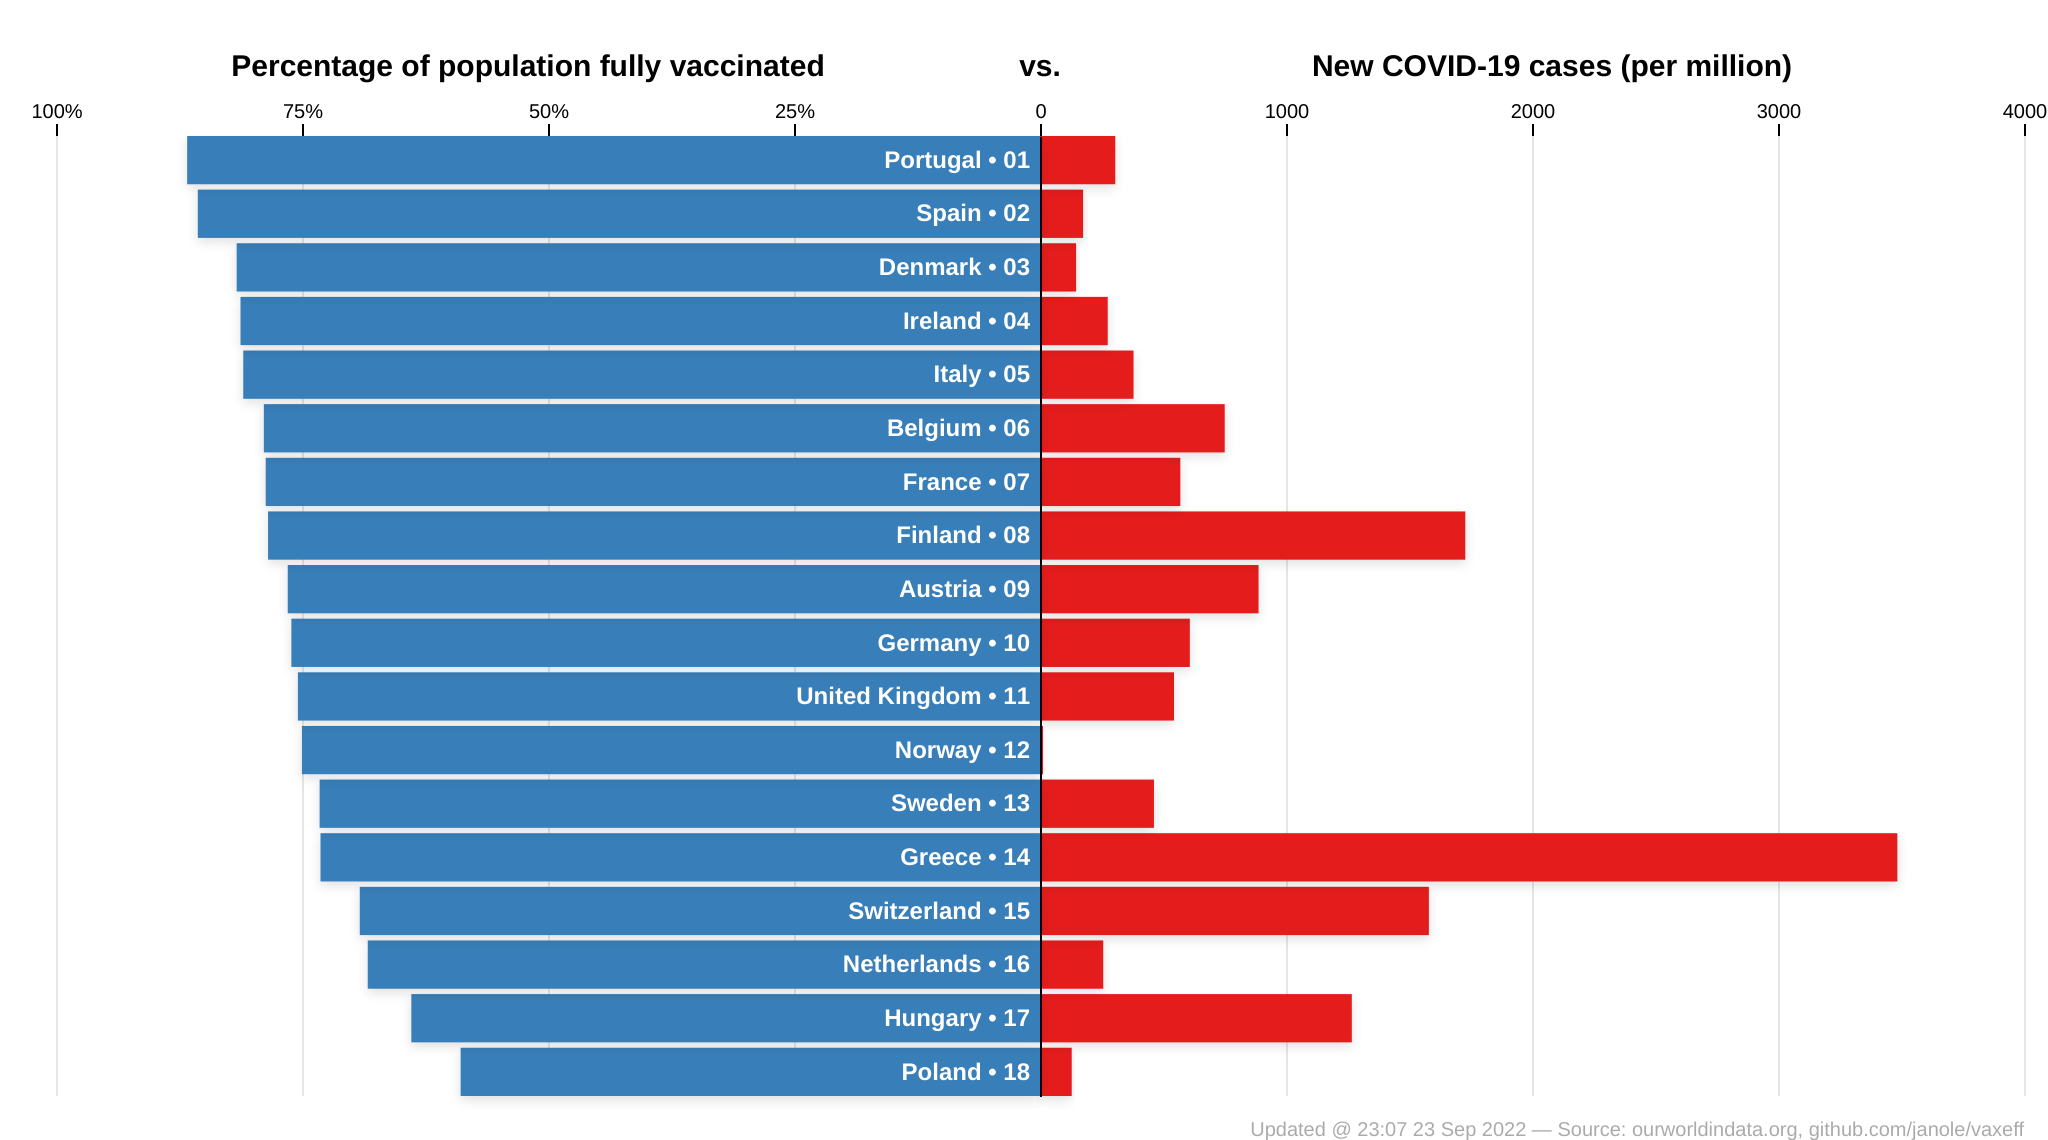 Percentage of population fully vaccinated vs. New COVID-19 cases (per million)
100% 75% 50% 25% 0 1000 2000 3000 4000
Portugal • 01
Spain • 02
Denmark • 03
Ireland • 04
Italy • 05
Belgium • 06
France • 07
Finland • 08
Austria • 09
Germany • 10
United Kingdom • 11
Norway • 12
Sweden • 13
Greece • 14
Switzerland • 15
Netherlands • 16
Hungary • 17
Poland • 18
Updated @ 23:07 23 Sep 2022 — Source: ourworldindata.org, github.com/janole/vaxeff